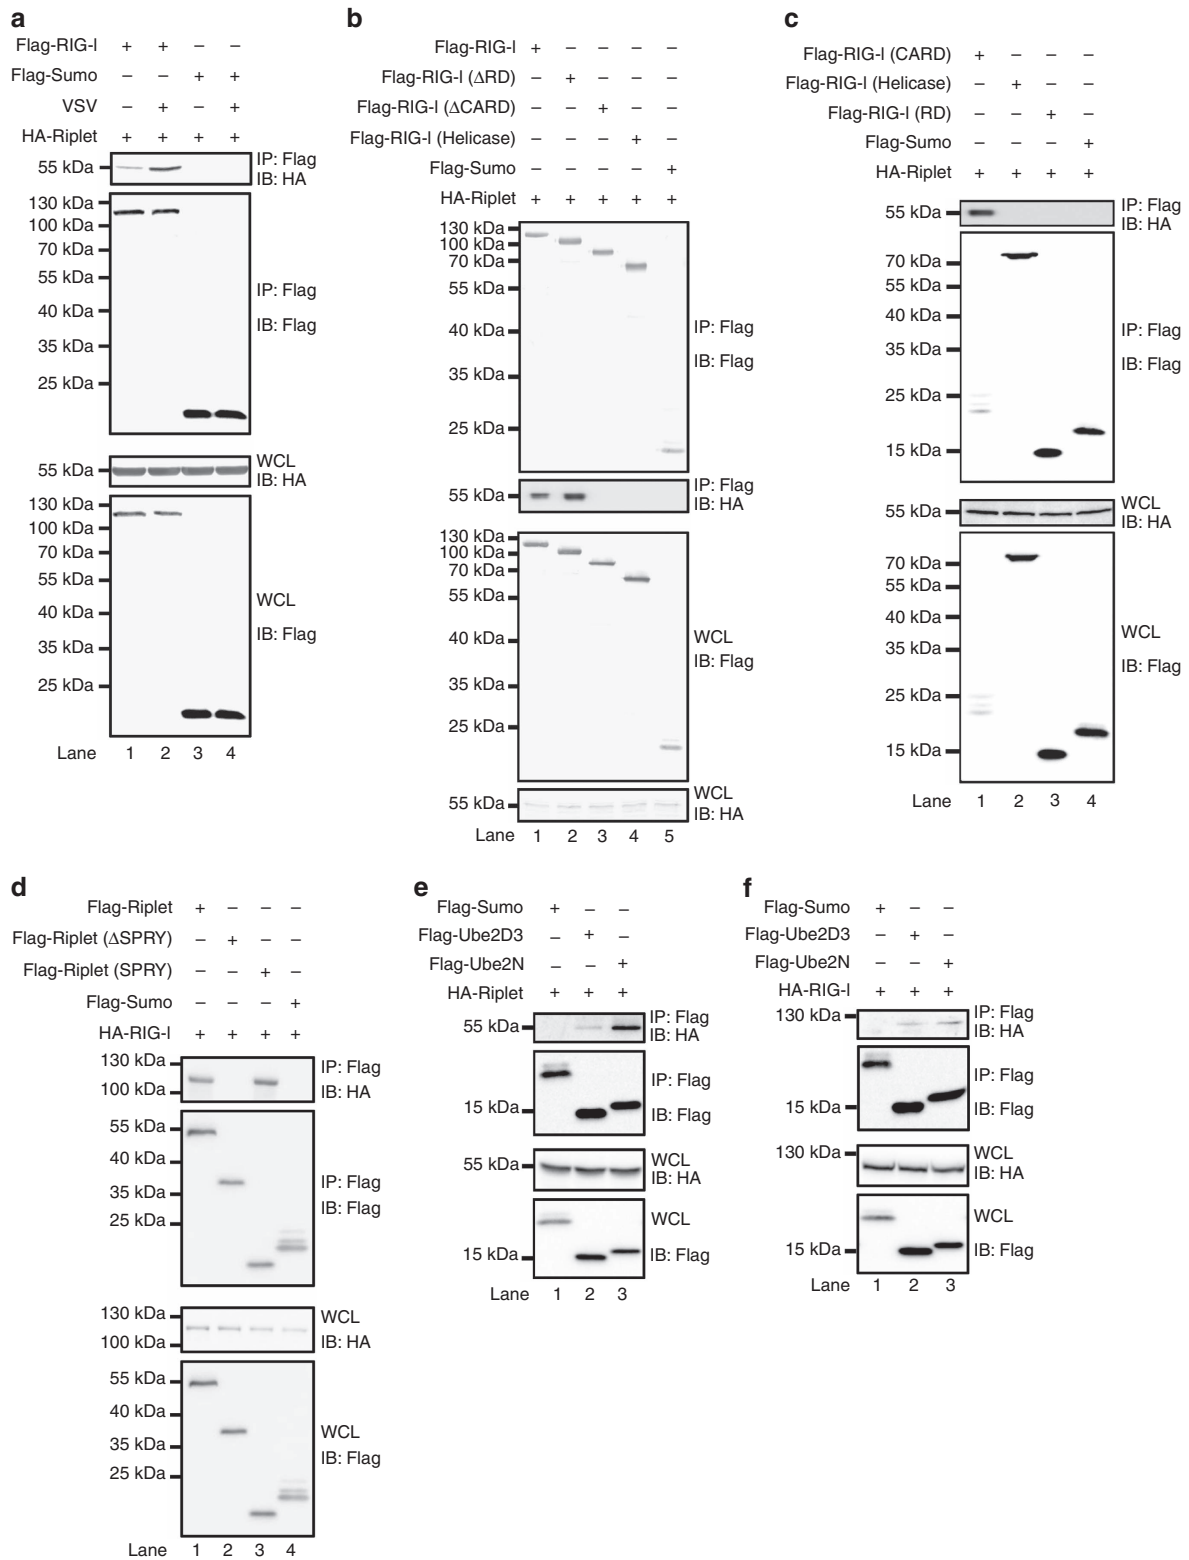 a
Flag-RIG-I + + – –
Flag-Sumo – – + +
VSV – + – +
HA-Riplet + + + +
55 kDa
IP: Flag
IB: HA
130 kDa
100 kDa
70 kDa
55 kDa
40 kDa
35 kDa
25 kDa
IP: Flag
IB: Flag
55 kDa
WCL
IB: HA
130 kDa
100 kDa
70 kDa
55 kDa
40 kDa
35 kDa
25 kDa
WCL
IB: Flag
Lane 1 2 3 4
b
Flag-RIG-I + – – – –
Flag-RIG-I (ΔRD) – + – – –
Flag-RIG-I (ΔCARD) – – + – –
Flag-RIG-I (Helicase) – – – + –
Flag-Sumo – – – – +
HA-Riplet + + + + +
130 kDa
100 kDa
70 kDa
55 kDa
40 kDa
35 kDa
25 kDa
IP: Flag
IB: Flag
55 kDa
IP: Flag
IB: HA
130 kDa
100 kDa
70 kDa
55 kDa
40 kDa
35 kDa
25 kDa
WCL
IB: Flag
55 kDa
WCL
IB: HA
Lane 1 2 3 4 5
c
Flag-RIG-I (CARD) + – – –
Flag-RIG-I (Helicase) – + – –
Flag-RIG-I (RD) – – + –
Flag-Sumo – – – +
HA-Riplet + + + +
55 kDa
IP: Flag
IB: HA
70 kDa
55 kDa
40 kDa
35 kDa
25 kDa
15 kDa
IP: Flag
IB: Flag
55 kDa
WCL
IB: HA
70 kDa
55 kDa
40 kDa
35 kDa
25 kDa
15 kDa
WCL
IB: Flag
Lane 1 2 3 4
d
Flag-Riplet + – – –
Flag-Riplet (ΔSPRY) – + – –
Flag-Riplet (SPRY) – – + –
Flag-Sumo – – – +
HA-RIG-I + + + +
130 kDa
100 kDa
IP: Flag
IB: HA
55 kDa
40 kDa
35 kDa
25 kDa
IP: Flag
IB: Flag
130 kDa
100 kDa
WCL
IB: HA
55 kDa
40 kDa
35 kDa
25 kDa
WCL
IB: Flag
Lane 1 2 3 4
e
Flag-Sumo + – –
Flag-Ube2D3 – + –
Flag-Ube2N – – +
HA-Riplet + + +
55 kDa
IP: Flag
IB: HA
15 kDa
IP: Flag
IB: Flag
55 kDa
WCL
IB: HA
15 kDa
WCL
IB: Flag
Lane 1 2 3
f
Flag-Sumo + – –
Flag-Ube2D3 – + –
Flag-Ube2N – – +
HA-RIG-I + + +
130 kDa
IP: Flag
IB: HA
15 kDa
IP: Flag
IB: Flag
130 kDa
WCL
IB: HA
15 kDa
WCL
IB: Flag
Lane 1 2 3